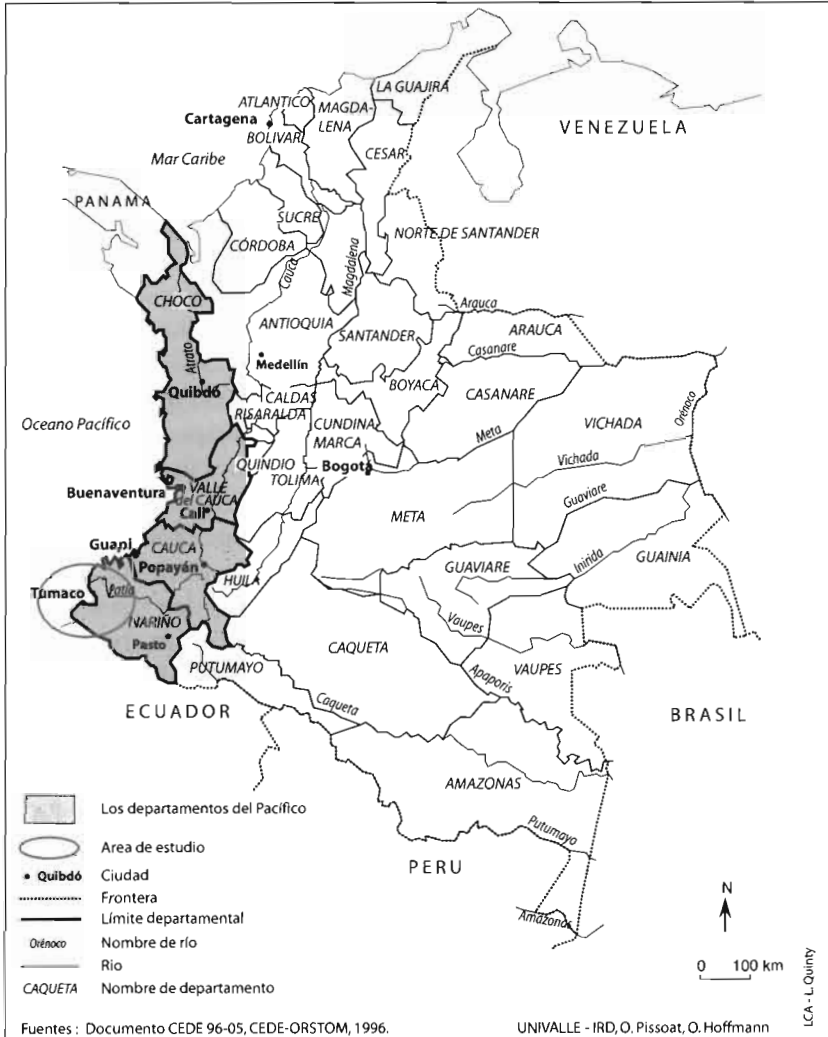 LA GUAJIRA
ATLANTICO
MAGDA-
LENA
Cartagena
BOLIVAR
VENEZUELA
CESAR
Mar Caribe
PANAMA
SUCRE
NORTE DE SANTANDER
CÓRDOBA
Cauca
Magdalena
CHOCO
Arauca
ANTIOQUIA
SANTANDER
ARAUCA
Atrato
Casanare
Medellín
BOYACA
Quibdó
CALDAS
CASANARE
Orénoco
RISARALDA
CUNDINA
MARCA
VICHADA
Oceano Pacífico
Meta
QUINDIO
Bogotá
Vichada
TOLIMA
Buenaventura
VALLE
del CAUCA
Guaviare
Cali
META
Guapi
CAUCA
GUAVIARE
Inirida
GUAINIA
Popayán
HUILA
Tumaco
Patia
Vaupes
NARIÑO
Pasto
CAQUETA
VAUPES
PUTUMAYO
Apaporis
Caqueta
ECUADOR
BRASIL
AMAZONAS
Putumayo
PERU
Amazonas
Los departamentos del Pacífico
Area de estudio
Quibdó Ciudad
Frontera
Límite departamental
Orénoco Nombre de río
Rio
CAQUETA Nombre de departamento
N
0 100 km
LCA - L. Quinty
Fuentes : Documento CEDE 96-05, CEDE-ORSTOM, 1996.
UNIVALLE - IRD, O. Pissoat, O. Hoffmann